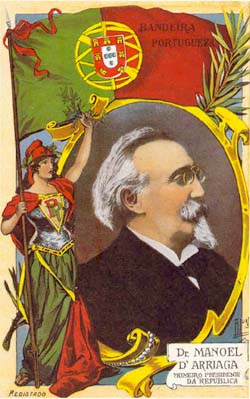 BANDEIRA
PORTUGUEZA
DR. MANOEL
D'ARRIAGA
PRIMEIRO PRESIDENTE
DA REPUBLICA
REGISTADO